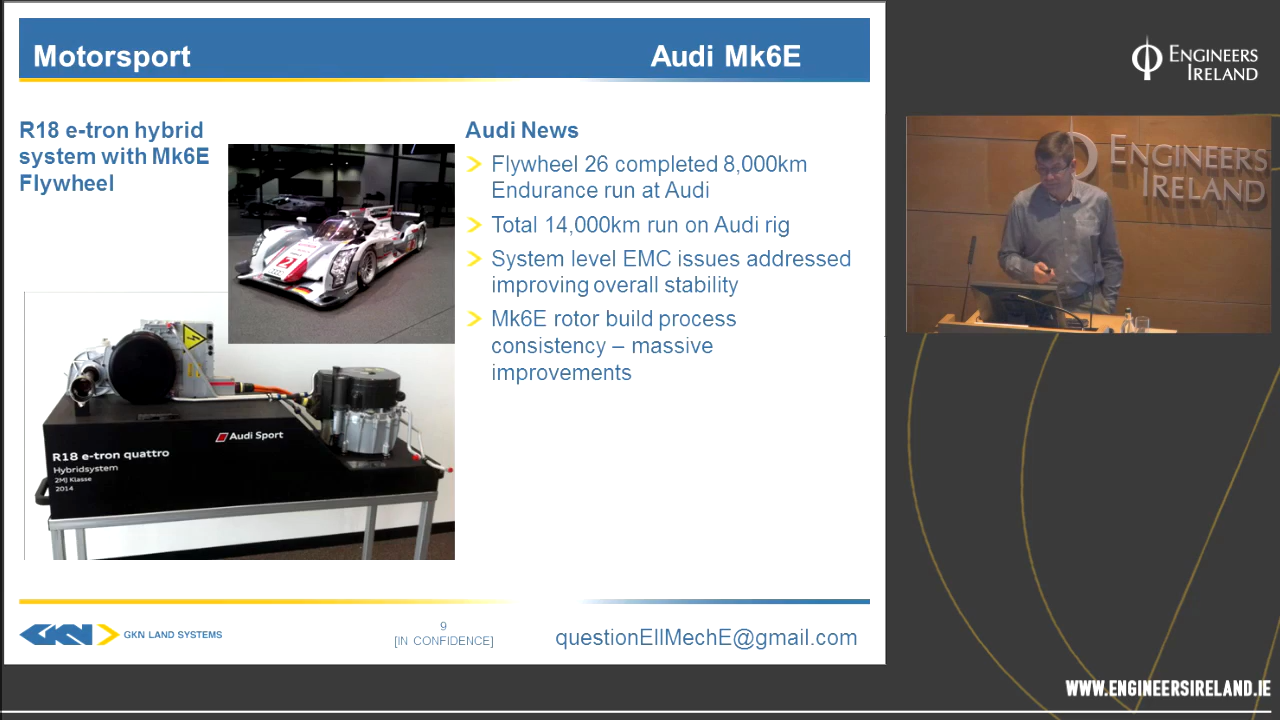 Motorsport
Audi Mk6E
R18 e-tron hybrid
system with Mk6E
Flywheel
Audi News
Flywheel 26 completed 8,000km
Endurance run at Audi
Total 14,000km run on Audi rig
System level EMC issues addressed
improving overall stability
Mk6E rotor build process
consistency – massive
improvements
2
Audi Sport
R18 e-tron quattro
Hybridsystem
2MJ Klasse
2014
GKN
GKN LAND SYSTEMS
9
[IN CONFIDENCE]
questionEIIMechE@gmail.com
ENGINEERS
IRELAND
ENGINEERS
IRELAND
WWW.ENGINEERSIRELAND.IE